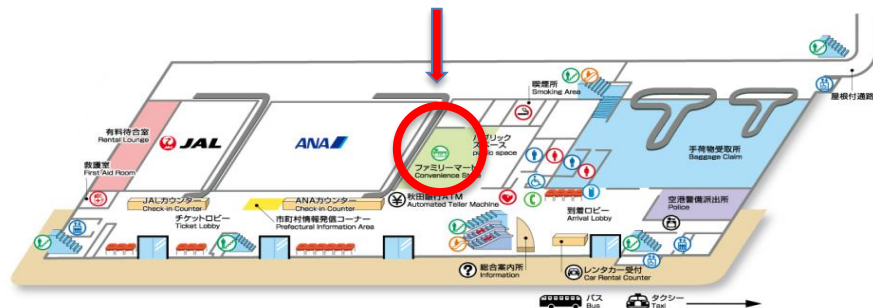 喫煙所
Smoking Area
屋根付通路
有料待合室
Rental Lounge
JAL
ANA
パブリック
スペース
public space
手荷物受取所
Baggage Claim
救護室
First Aid Room
ファミリーマート
Convenience Store
JALカウンター
Check-in Counter
ANAカウンター
Check-in Counter
秋田銀行ATM
Automated Teller Machine
空港警備派出所
Police
チケットロビー
Ticket Lobby
市町村情報発信コーナー
Prefectural Information Area
到着ロビー
Arrival Lobby
総合案内所
Information
レンタカー受付
Car Rental Counter
バス
Bus
タクシー
Taxi